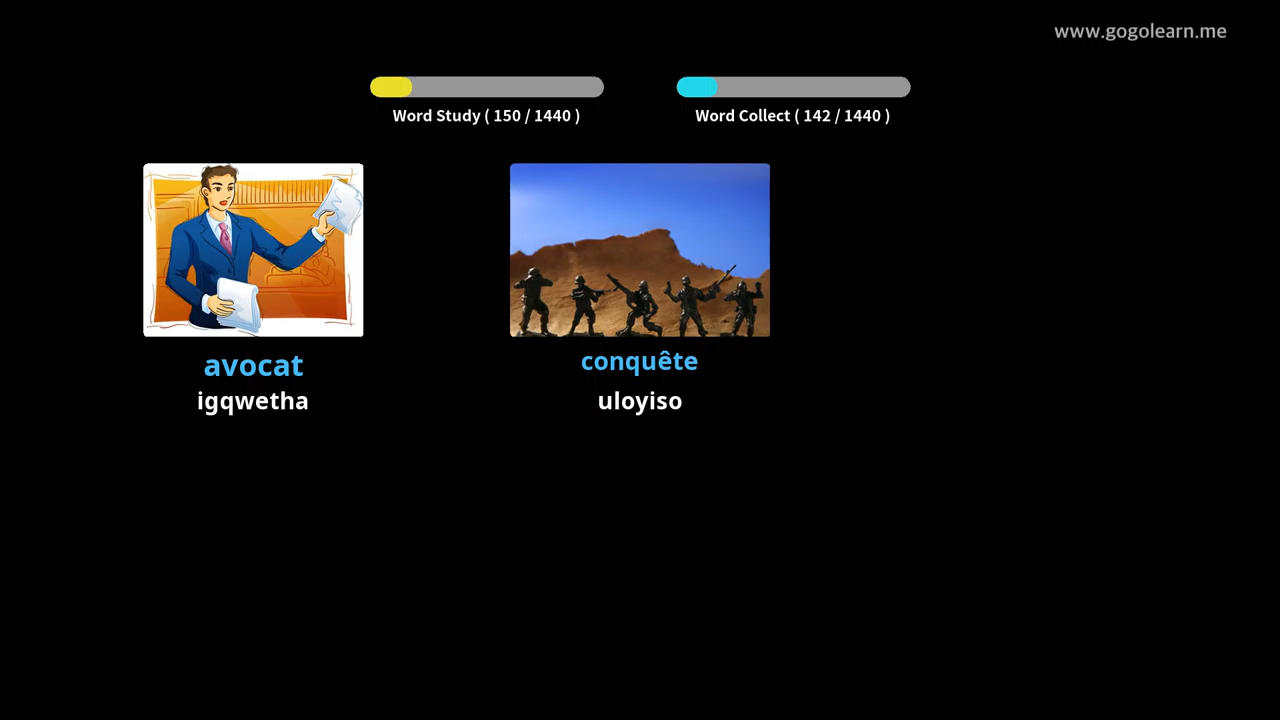 www.gogolearn.me
Word Study ( 150 / 1440 )
Word Collect ( 142 / 1440 )
avocat
igqwetha
conquête
uloyiso